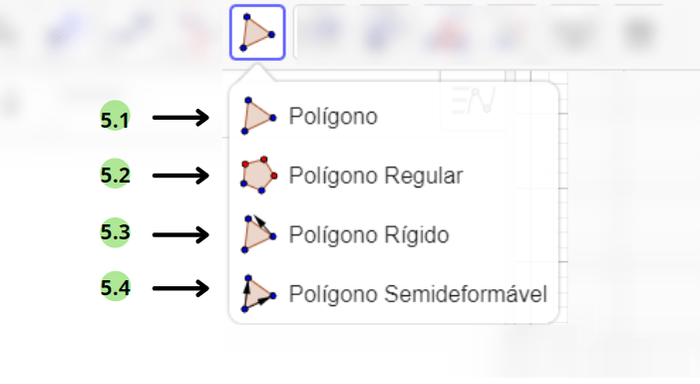 5.1 Polígono
5.2 Polígono Regular
5.3 Polígono Rígido
5.4 Polígono Semideformável